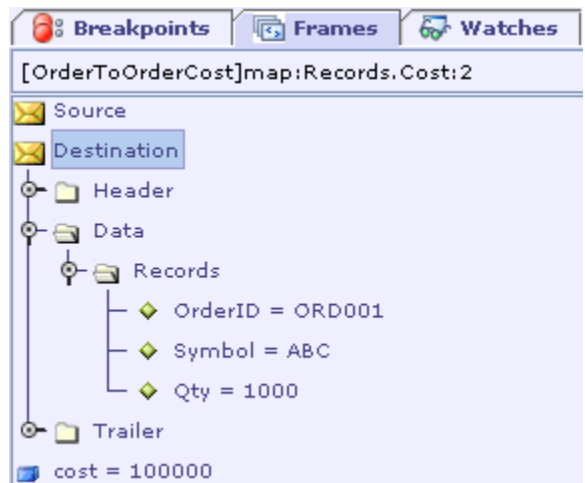 Breakpoints Frames Watches
[OrderToOrderCost]map:Records.Cost:2
Source
Destination
Header
Data
Records
OrderID = ORD001
Symbol = ABC
Qty = 1000
Trailer
cost = 100000